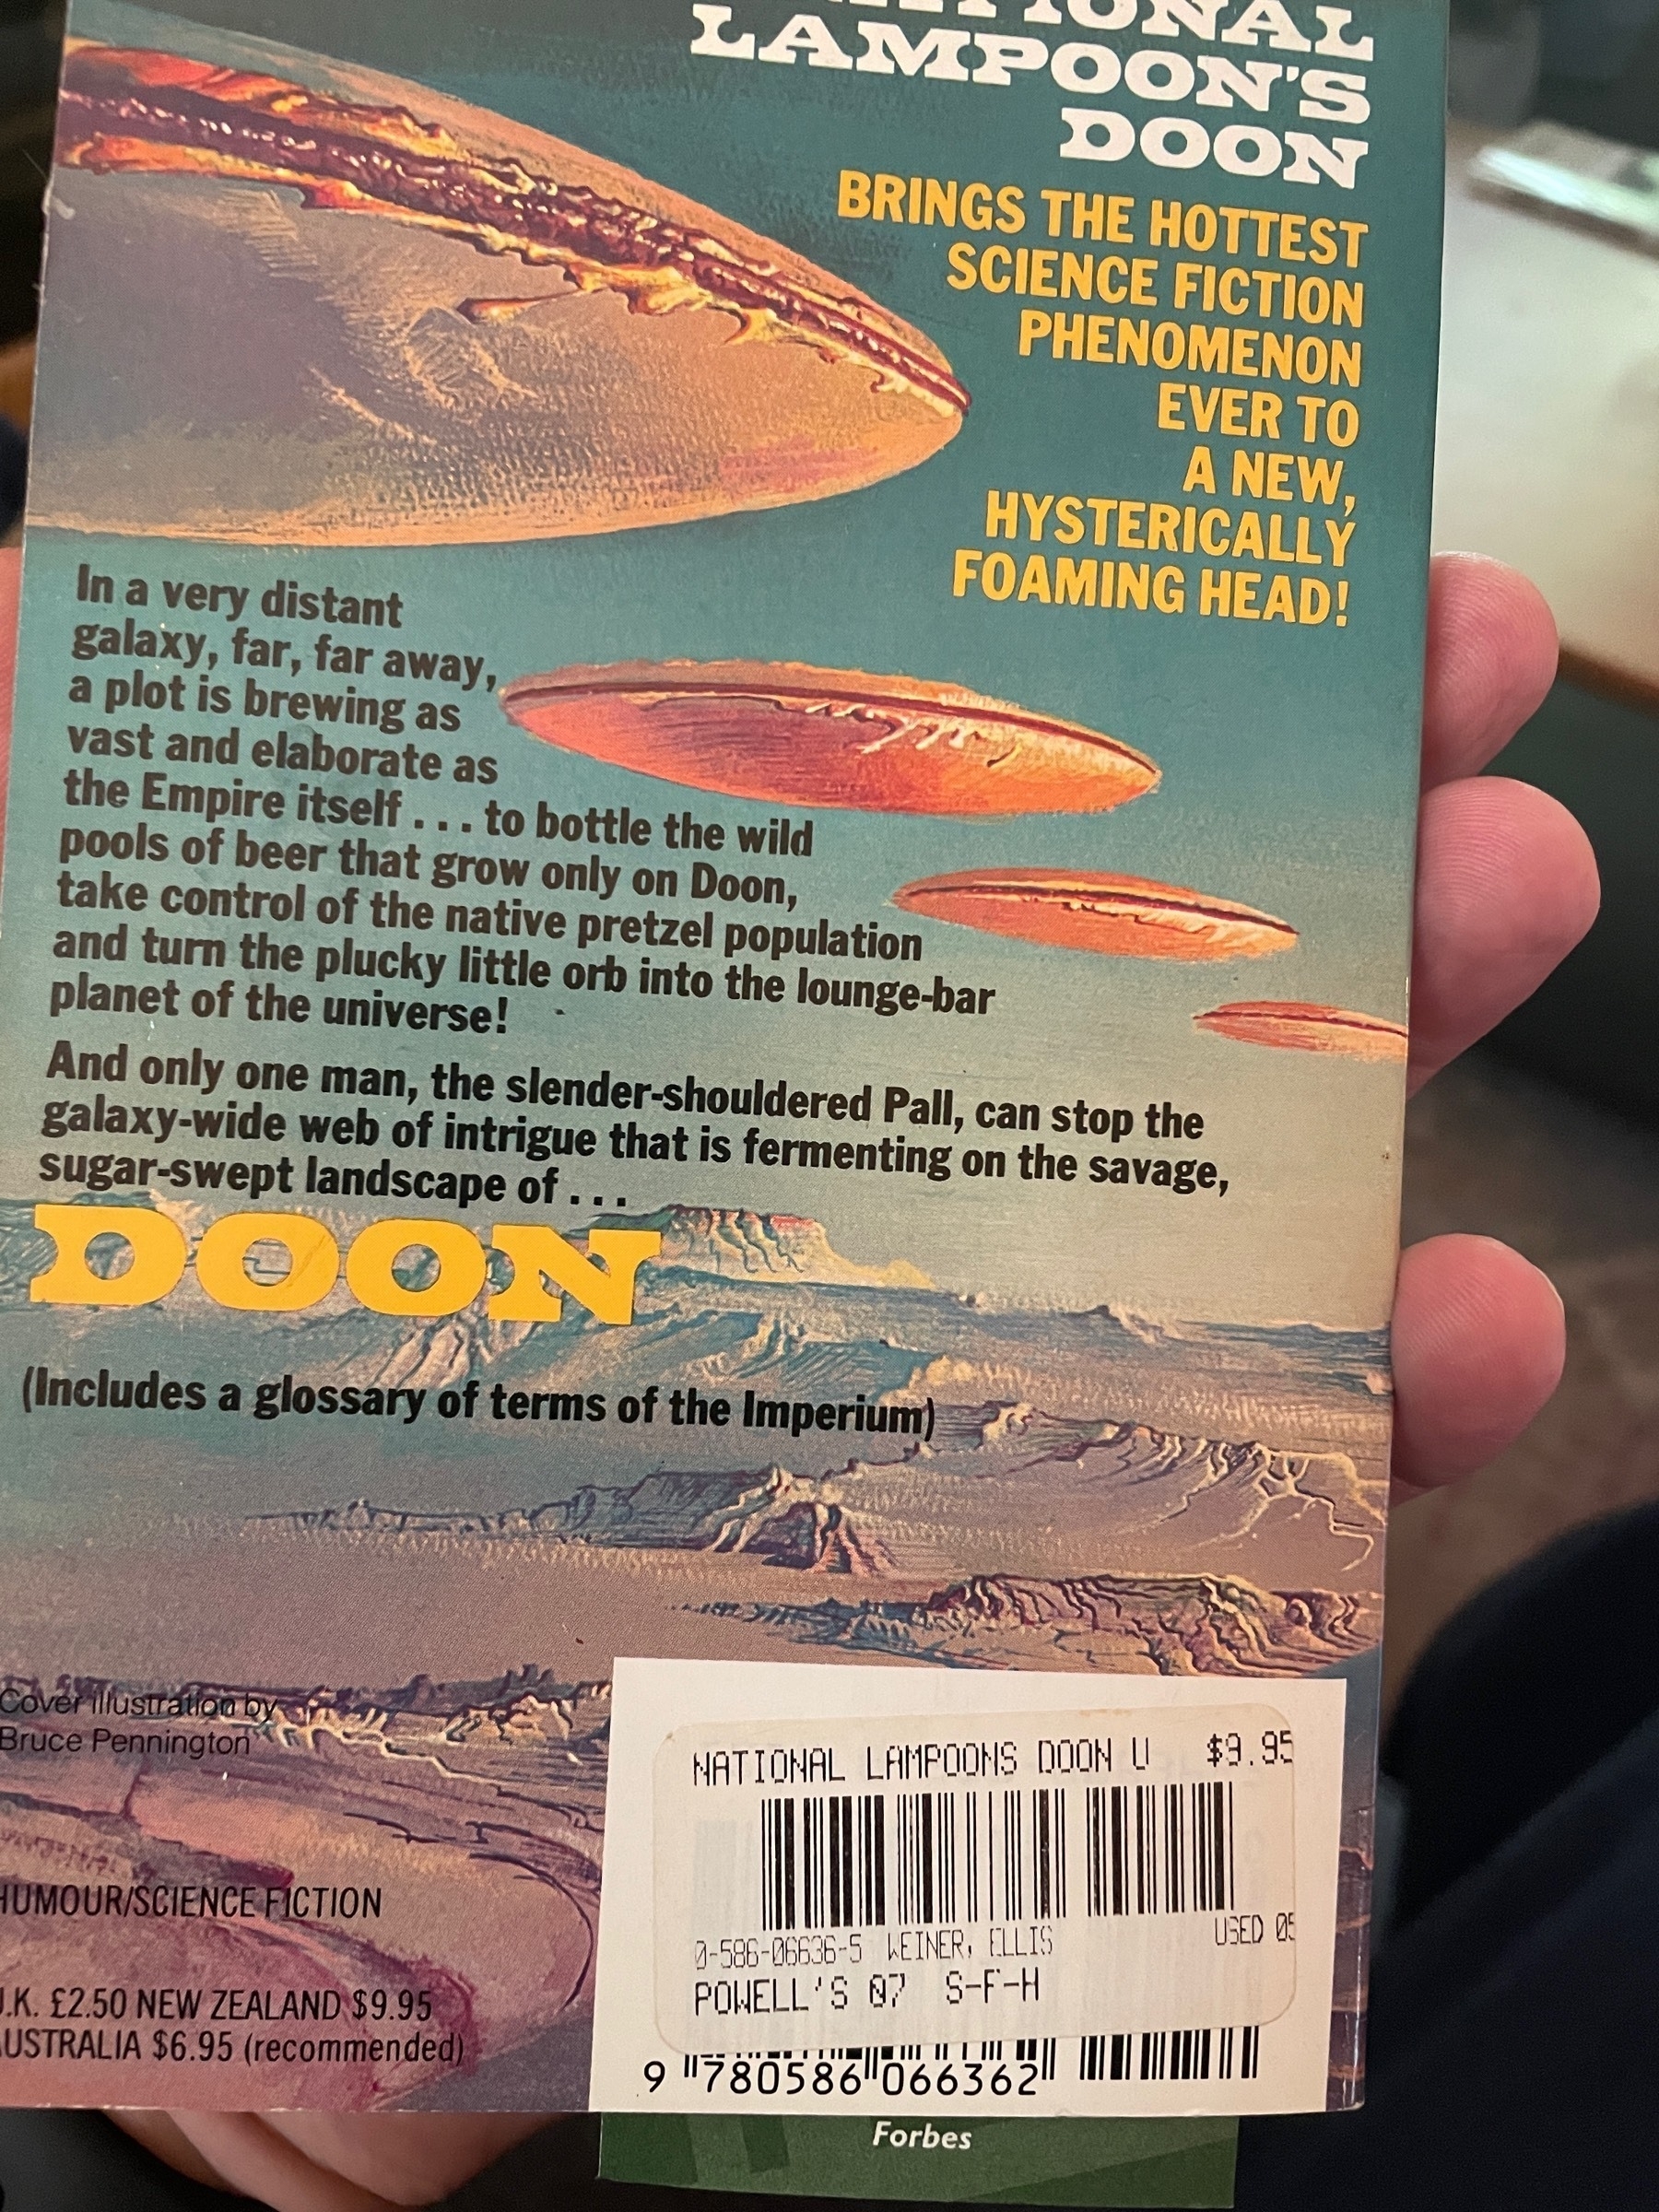 NATIONAL
LAMPOON'S
DOON
BRINGS THE HOTTEST
SCIENCE FICTION
PHENOMENON
EVER TO
A NEW,
HYSTERICALLY
FOAMING HEAD!
In a very distant
galaxy, far, far away,
a plot is brewing as
vast and elaborate as
the Empire itself . . . to bottle the wild
pools of beer that grow only on Doon,
take control of the native pretzel population
and turn the plucky little orb into the lounge-bar
planet of the universe!
And only one man, the slender-shouldered Pall, can stop the
galaxy-wide web of intrigue that is fermenting on the savage,
sugar-swept landscape of . . .
DOON
(Includes a glossary of terms of the Imperium)
Cover illustration by
Bruce Pennington
HUMOUR/SCIENCE FICTION
U.K. £2.50 NEW ZEALAND $9.95
AUSTRALIA $6.95 (recommended)
NATIONAL LAMPOONS DOON U $9.95
0-586-06636-5 WEINER, ELLIS USED 05
POWELL'S 07 S-F-H
9 780586 066362
Forbes